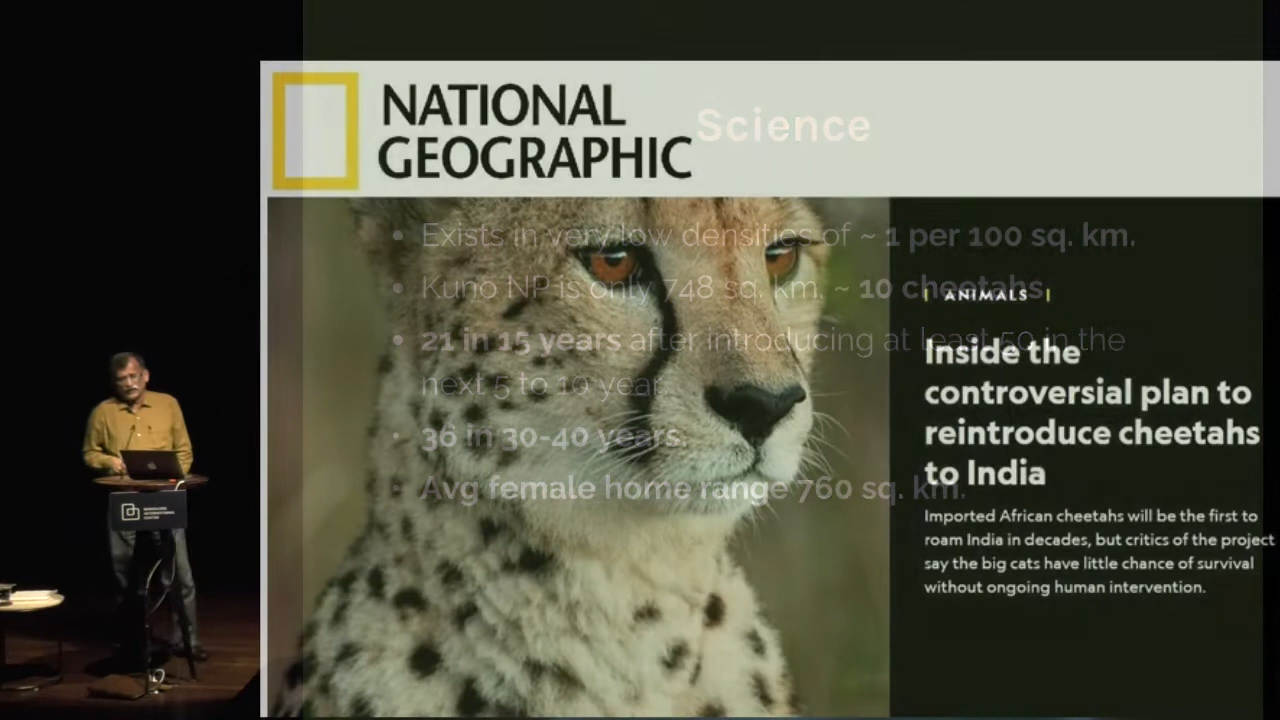 NATIONAL
GEOGRAPHIC
Science
• Exists in very low densities of ~ 1 per 100 sq. km.
• Kuno NP is only 748 sq. km. ~ 10 cheetahs
• 21 in 15 years after introducing at least 50 in the
next 5 to 10 year.
• 36 in 30-40 years.
Avg female home range 760 sq. km.
ANIMALS
Inside the
controversial plan to
reintroduce cheetahs
to India
Imported African cheetahs will be the first to
roam India in decades, but critics of the project
say the big cats have little chance of survival
without ongoing human intervention.
BANGALORE
INTERNATIONAL
CENTRE